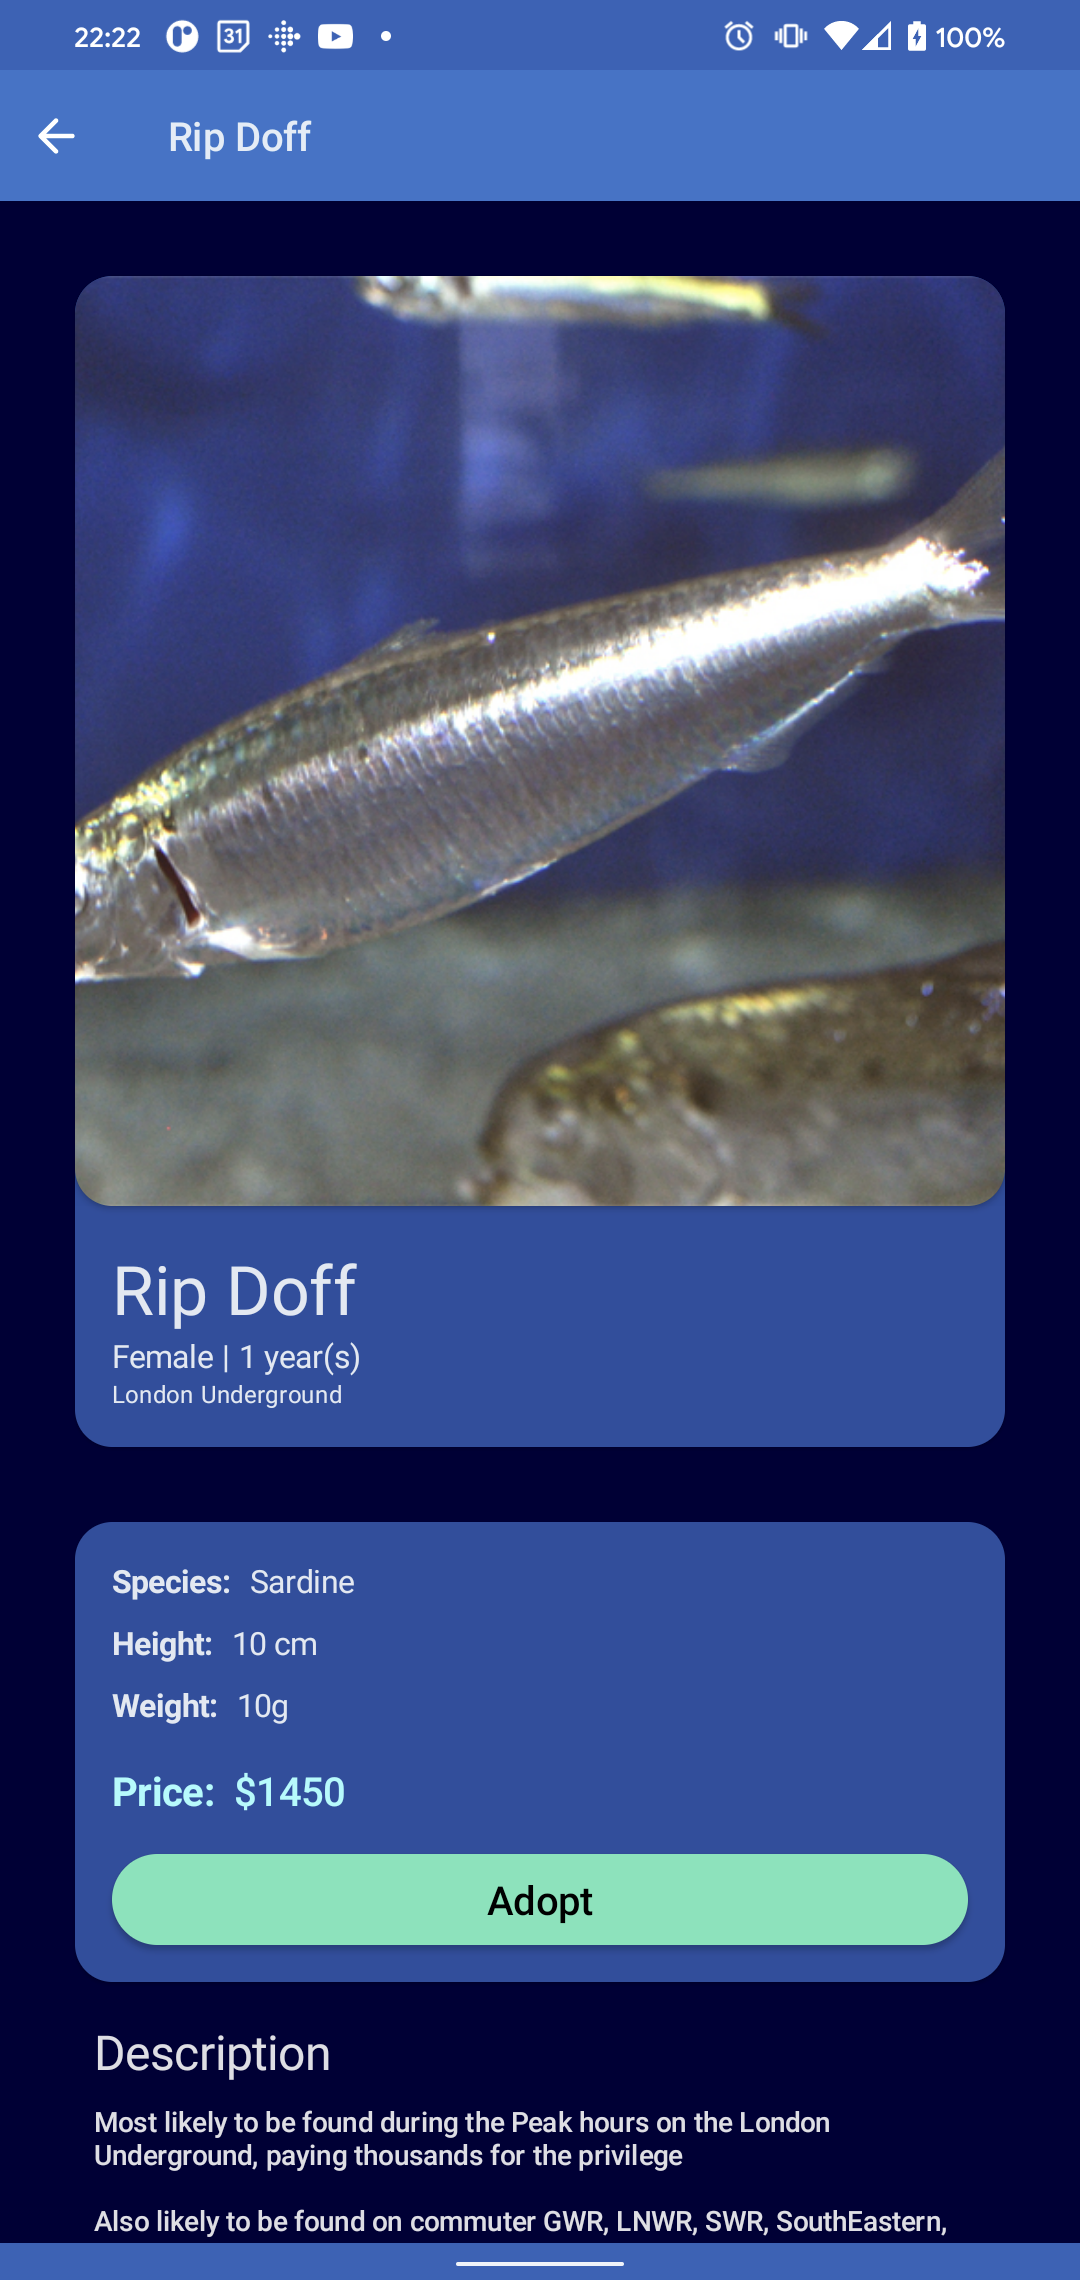 22:22 31 100%
Rip Doff
Rip Doff
Female | 1 year(s)
London Underground
Species: Sardine
Height: 10 cm
Weight: 10g
Price: $1450
Adopt
Description
Most likely to be found during the Peak hours on the London
Underground, paying thousands for the privilege
Also likely to be found on commuter GWR, LNWR, SWR, SouthEastern,